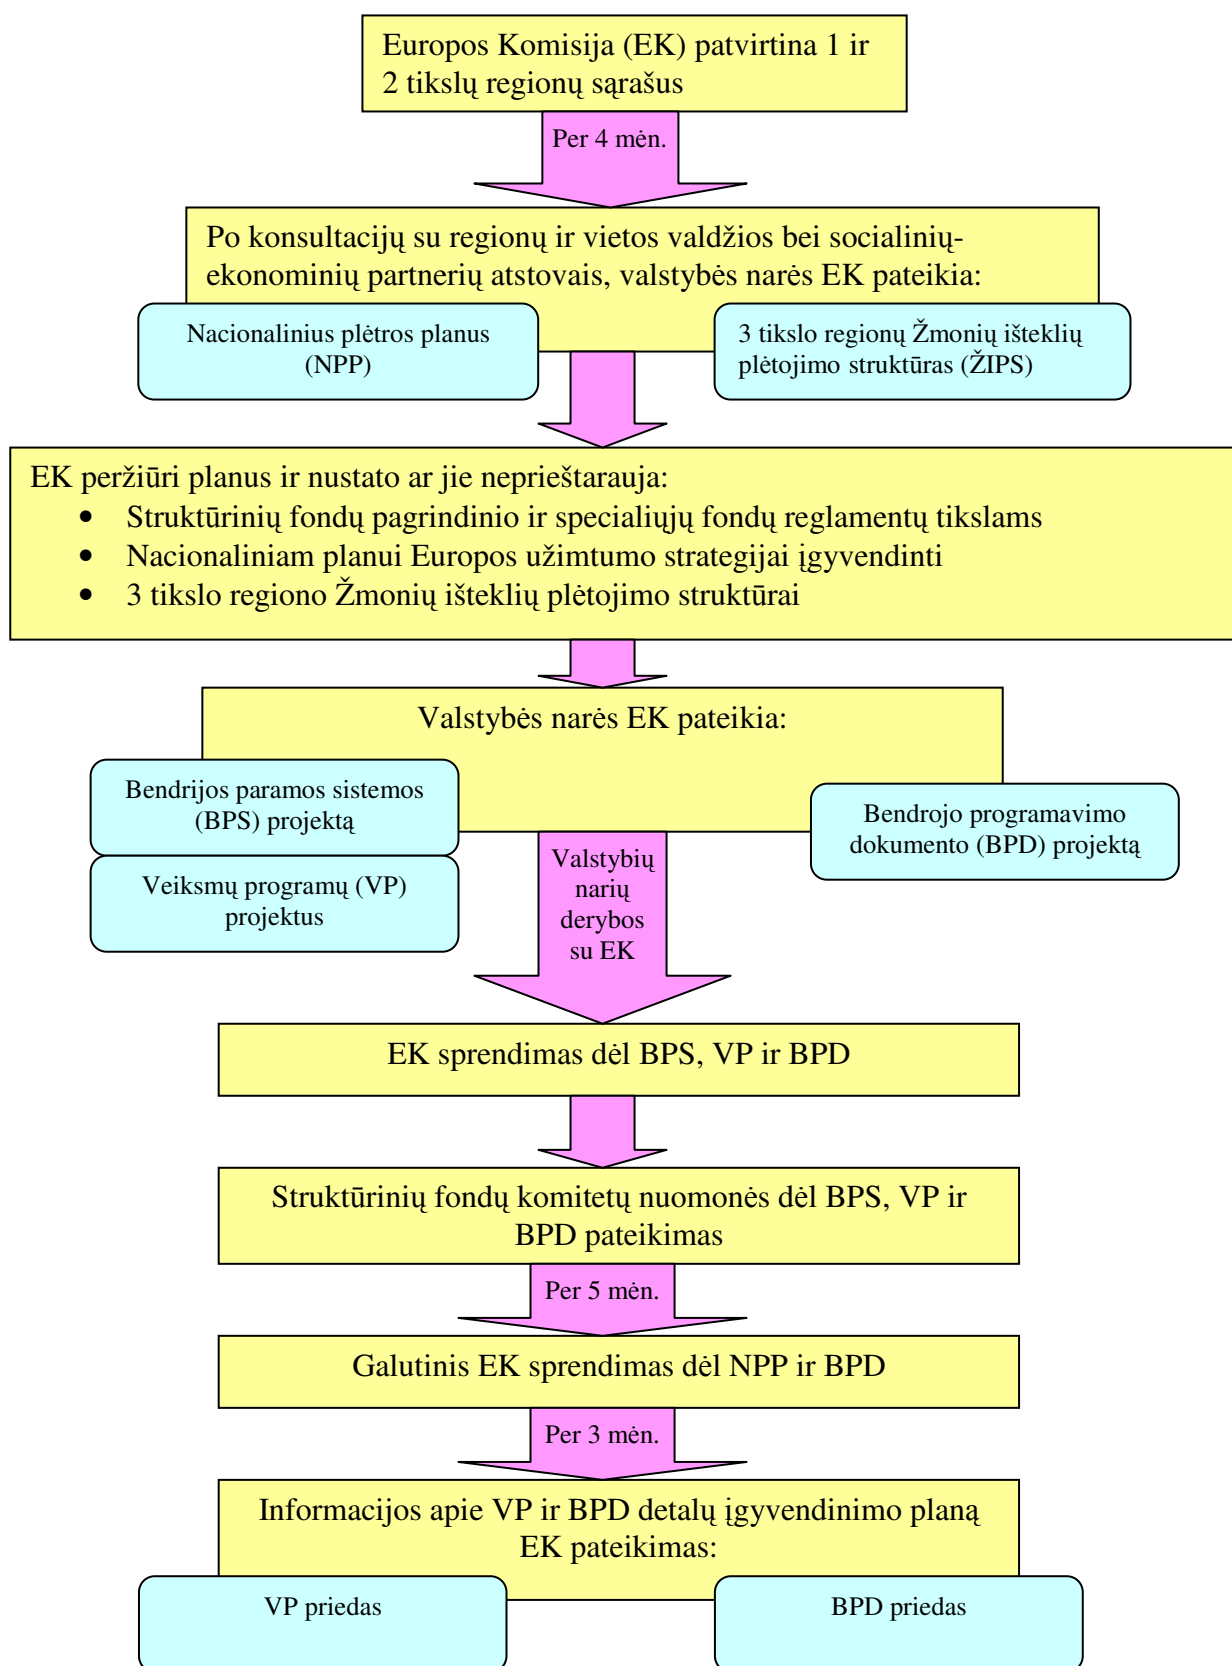 Europos Komisija (EK) patvirtina 1 ir
2 tikslų regionų sąrašus
Per 4 mėn.
Po konsultacijų su regionų ir vietos valdžios bei socialinių-
ekonominių partnerių atstovais, valstybės narės EK pateikia:
Nacionalinius plėtros planus
(NPP)
3 tikslo regionų Žmonių išteklių
plėtojimo struktūras (ŽIPS)
EK peržiūri planus ir nustato ar jie neprieštarauja:
• Struktūrinių fondų pagrindinio ir specialiųjų fondų reglamentų tikslams
• Nacionaliniam planui Europos užimtumo strategijai įgyvendinti
• 3 tikslo regiono Žmonių išteklių plėtojimo struktūrai
Valstybės narės EK pateikia:
Bendrijos paramos sistemos
(BPS) projektą
Bendrojo programavimo
dokumento (BPD) projektą
Veiksmų programų (VP)
projektus
Valstybių
narių
derybos
su EK
EK sprendimas dėl BPS, VP ir BPD
Struktūrinių fondų komitetų nuomonės dėl BPS, VP ir
BPD pateikimas
Per 5 mėn.
Galutinis EK sprendimas dėl NPP ir BPD
Per 3 mėn.
Informacijos apie VP ir BPD detalų įgyvendinimo planą
EK pateikimas:
VP priedas
BPD priedas